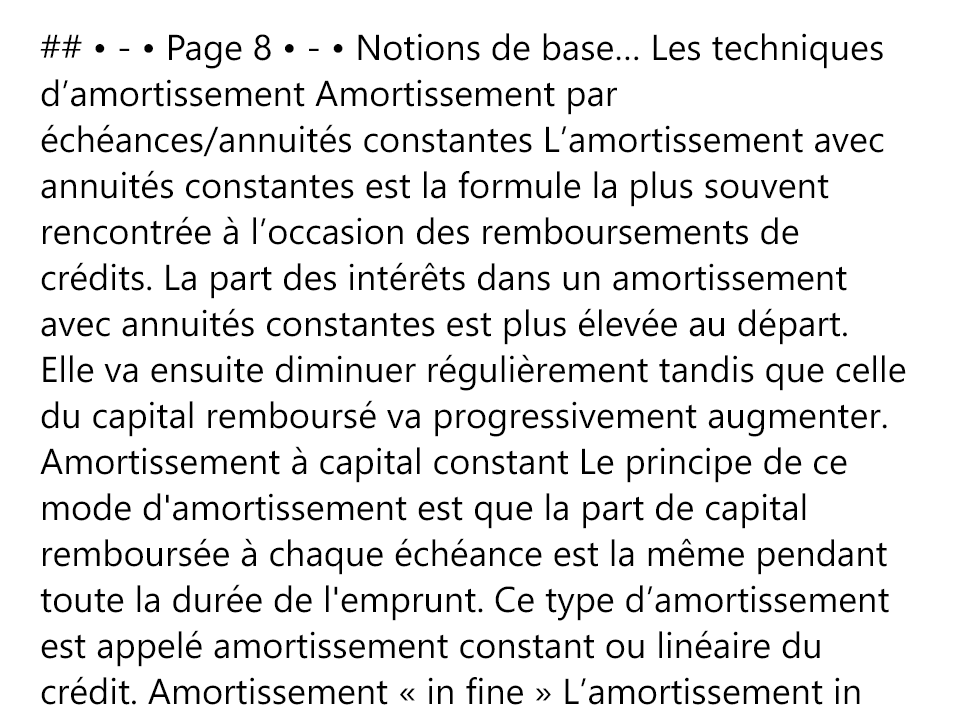 ## • - • Page 8 • - • Notions de base… Les techniques
d’amortissement Amortissement par
échéances/annuités constantes L’amortissement avec
annuités constantes est la formule la plus souvent
rencontrée à l’occasion des remboursements de
crédits. La part des intérêts dans un amortissement
avec annuités constantes est plus élevée au départ.
Elle va ensuite diminuer régulièrement tandis que celle
du capital remboursé va progressivement augmenter.
Amortissement à capital constant Le principe de ce
mode d'amortissement est que la part de capital
remboursée à chaque échéance est la même pendant
toute la durée de l'emprunt. Ce type d’amortissement
est appelé amortissement constant ou linéaire du
crédit. Amortissement « in fine » L’amortissement in